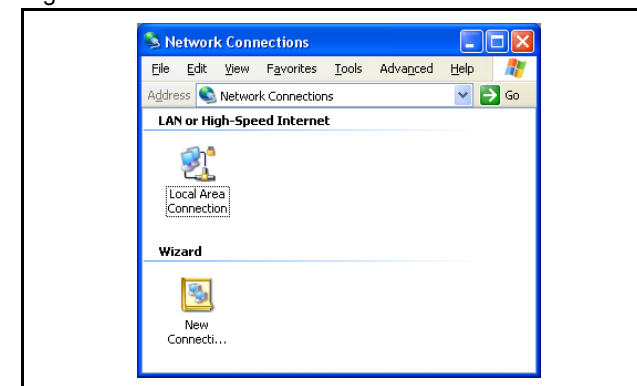 Network Connections
File Edit View Favorites Tools Advanced Help
Address Network Connections Go
LAN or High-Speed Internet
Local Area
Connection
Wizard
New
Connecti...